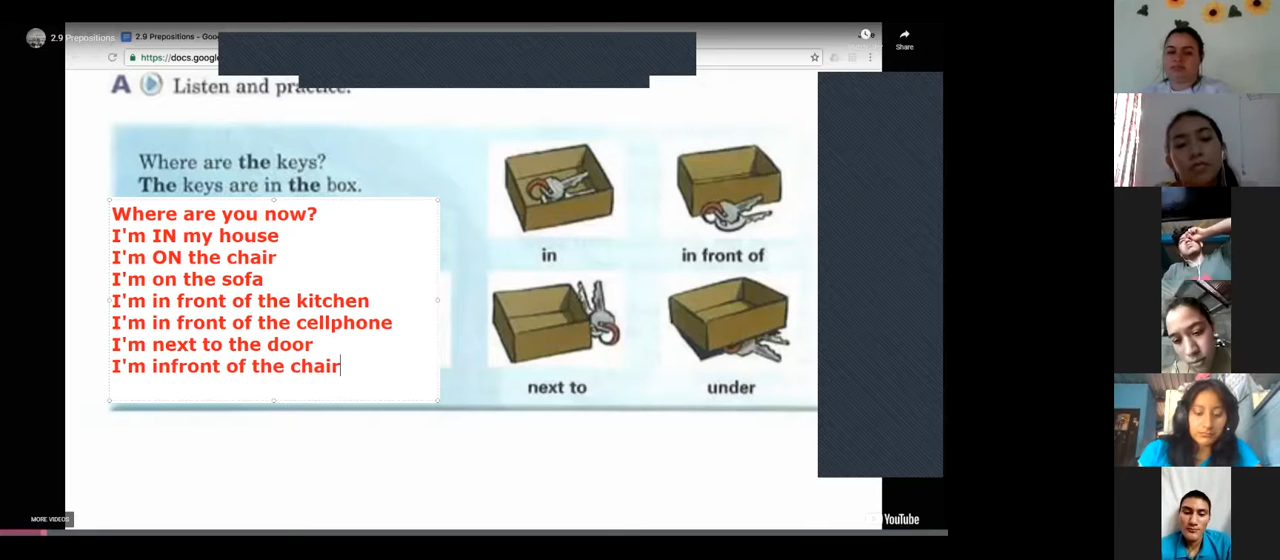 2.9 Prepositions.
2.9 Prepositions - Goo
Share
https://docs.google
A Listen and practice.
Where are the keys?
The keys are in the box.
Where are you now?
I'm IN my house
I'm ON the chair
I'm on the sofa
I'm in front of the kitchen
I'm in front of the cellphone
I'm next to the door
I'm infront of the chair
in
in front of
next to
under
MORE VIDEOS
YouTube